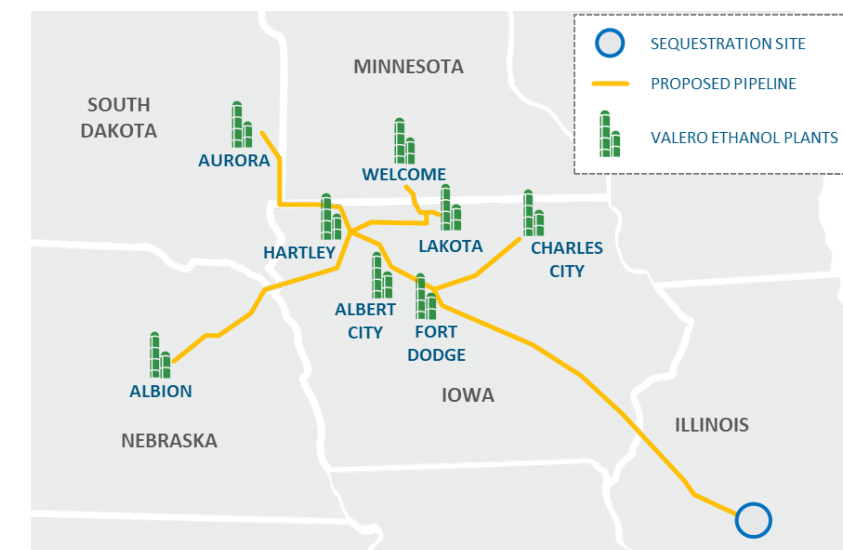 SEQUESTRATION SITE
PROPOSED PIPELINE
VALERO ETHANOL PLANTS
MINNESOTA
SOUTH
DAKOTA
AURORA
WELCOME
HARTLEY
LAKOTA
CHARLES
CITY
ALBERT
CITY
FORT
DODGE
ALBION
IOWA
ILLINOIS
NEBRASKA